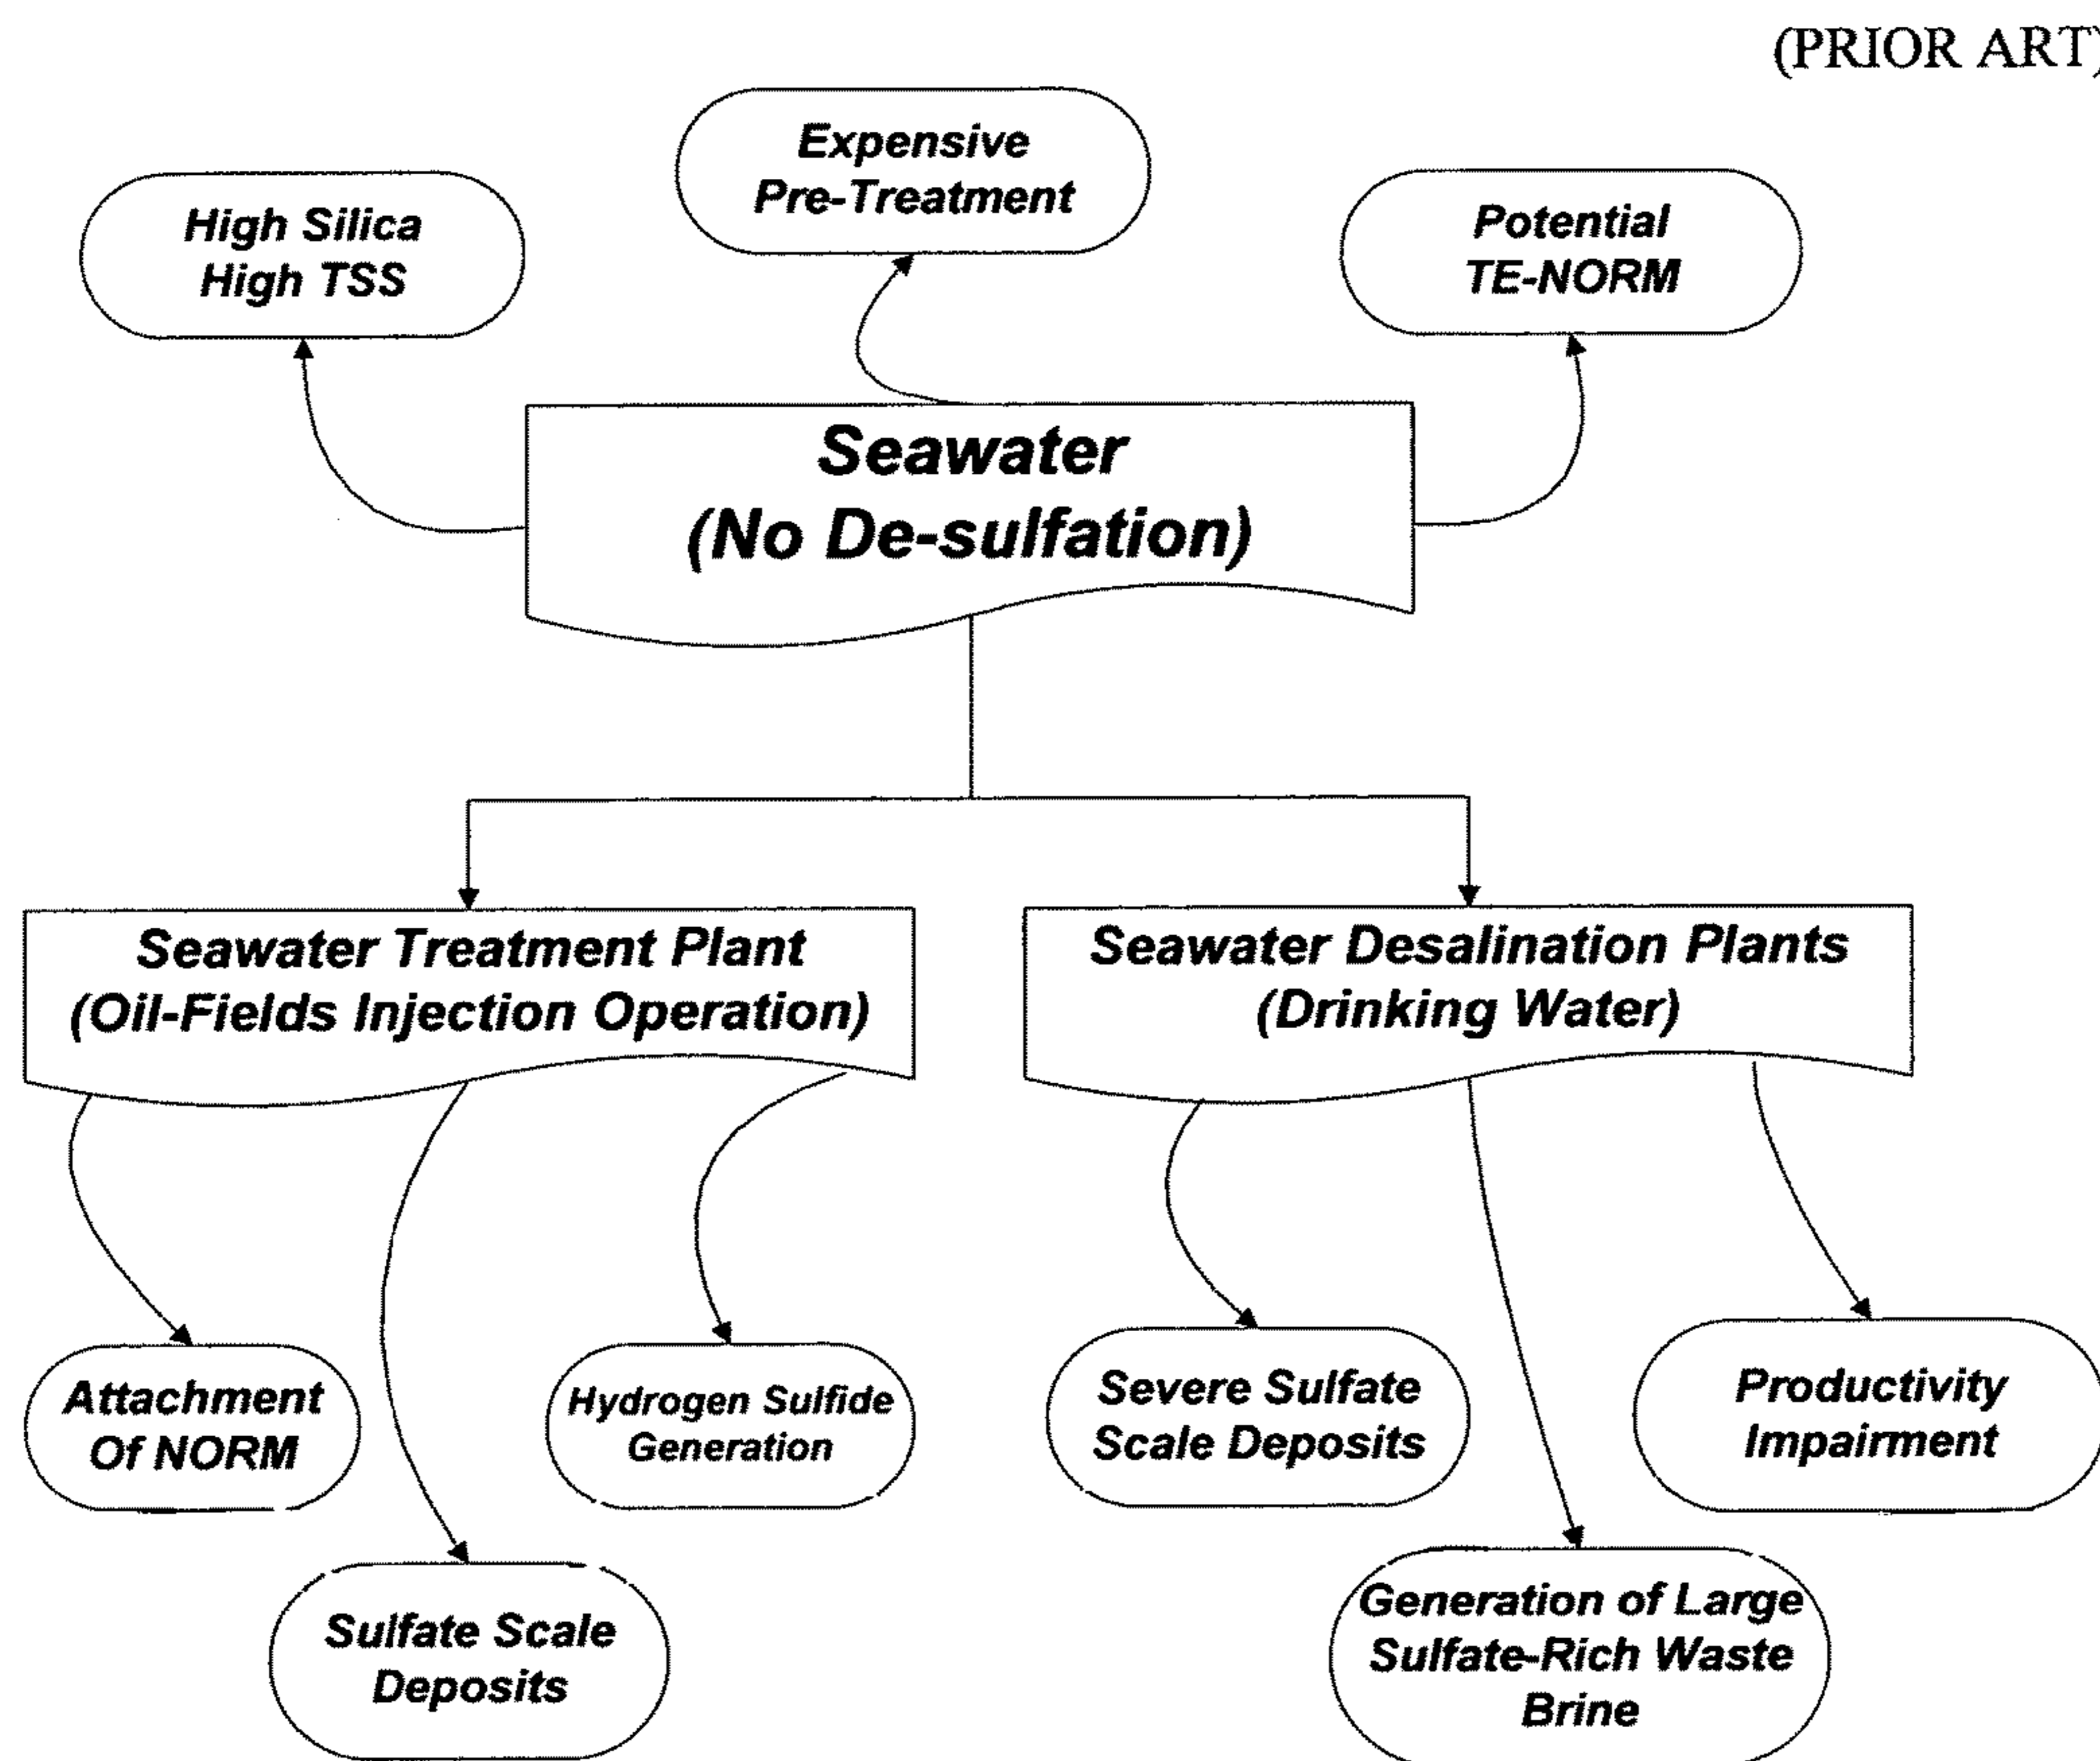 (PRIOR ART)
Expensive
Pre-Treatment
High Silica
High TSS
Potential
TE-NORM
Seawater
(No De-sulfation)
Seawater Treatment Plant
(Oil-Fields Injection Operation)
Seawater Desalination Plants
(Drinking Water)
Attachment
Of NORM
Hydrogen Sulfide
Generation
Severe Sulfate
Scale Deposits
Productivity
Impairment
Sulfate Scale
Deposits
Generation of Large
Sulfate-Rich Waste
Brine